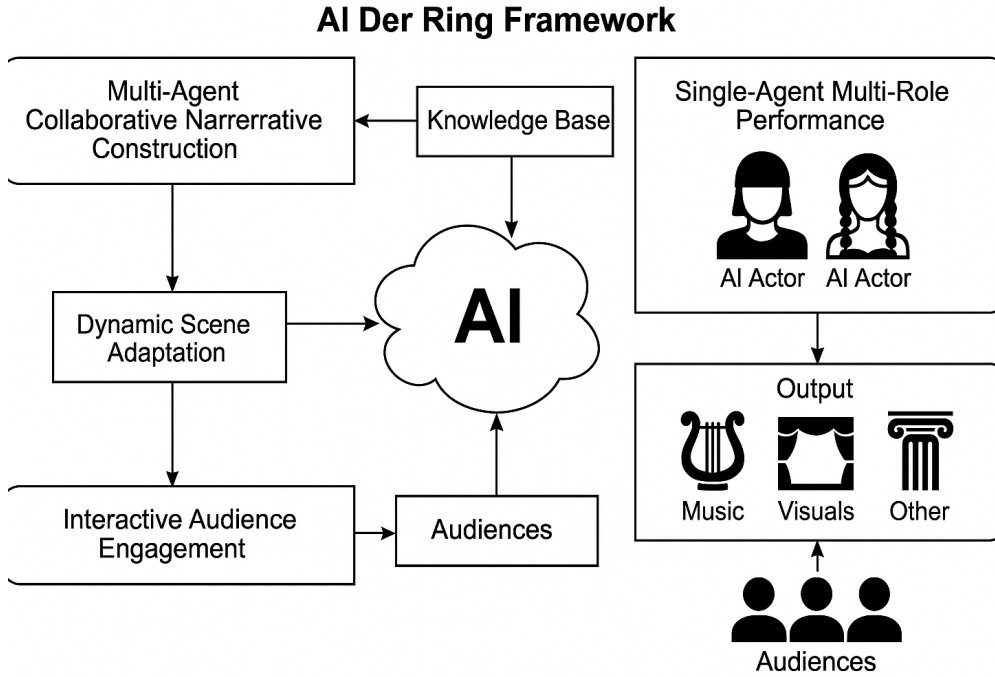 AI Der Ring Framework
Multi-Agent
Collaborative Narrerrative
Construction
Knowledge Base
Dynamic Scene
Adaptation
AI
Interactive Audience
Engagement
Audiences
Single-Agent Multi-Role
Performance
AI Actor
AI Actor
Output
Music
Visuals
Other
Audiences